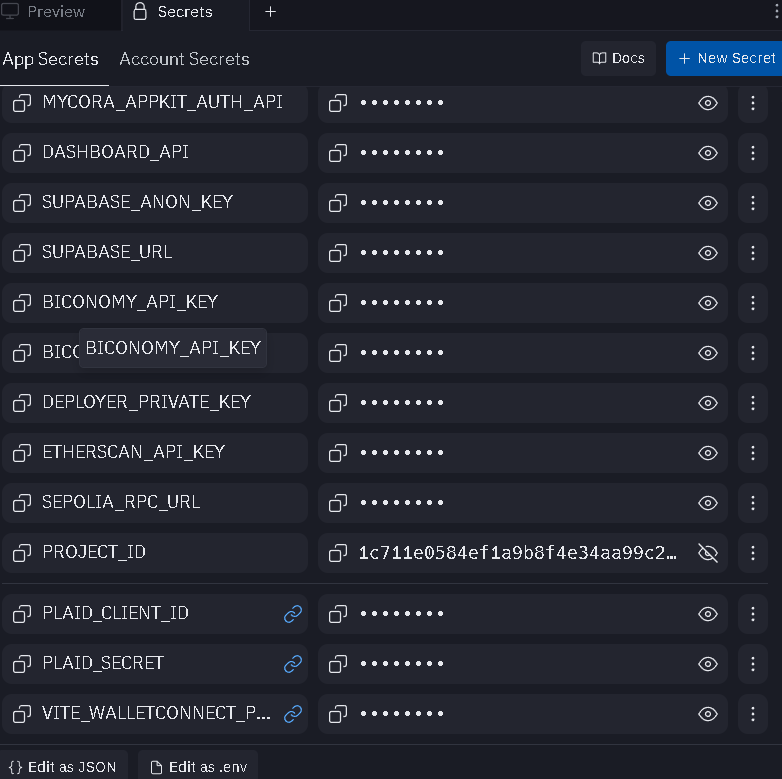 Preview
Secrets
+
App Secrets
Account Secrets
Docs
+ New Secret
MYCORA_APPKIT_AUTH_API ••••••••
DASHBOARD_API ••••••••
SUPABASE_ANON_KEY ••••••••
SUPABASE_URL ••••••••
BICONOMY_API_KEY ••••••••
BICO ••••••••
BICONOMY_API_KEY
DEPLOYER_PRIVATE_KEY ••••••••
ETHERSCAN_API_KEY ••••••••
SEPOLIA_RPC_URL ••••••••
PROJECT_ID 1c711e0584ef1a9b8f4e34aa99c2…
PLAID_CLIENT_ID ••••••••
PLAID_SECRET ••••••••
VITE_WALLETCONNECT_P... ••••••••
{} Edit as JSON
Edit as .env